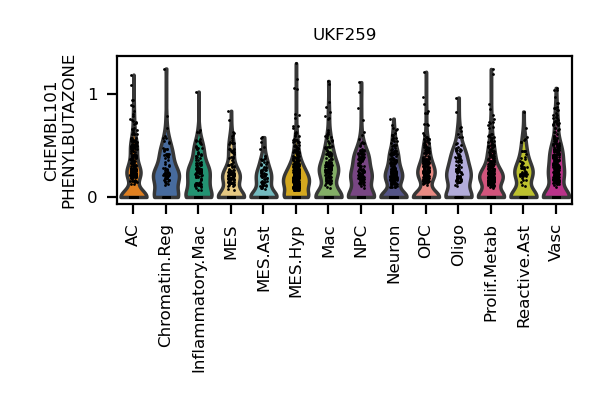 UKF259
CHEMBL101
PHENYLBUTAZONE
1
0
AC
Chromatin.Reg
Inflammatory.Mac
MES
MES.Ast
MES.Hyp
Mac
NPC
Neuron
OPC
Oligo
Prolif.Metab
Reactive.Ast
Vasc